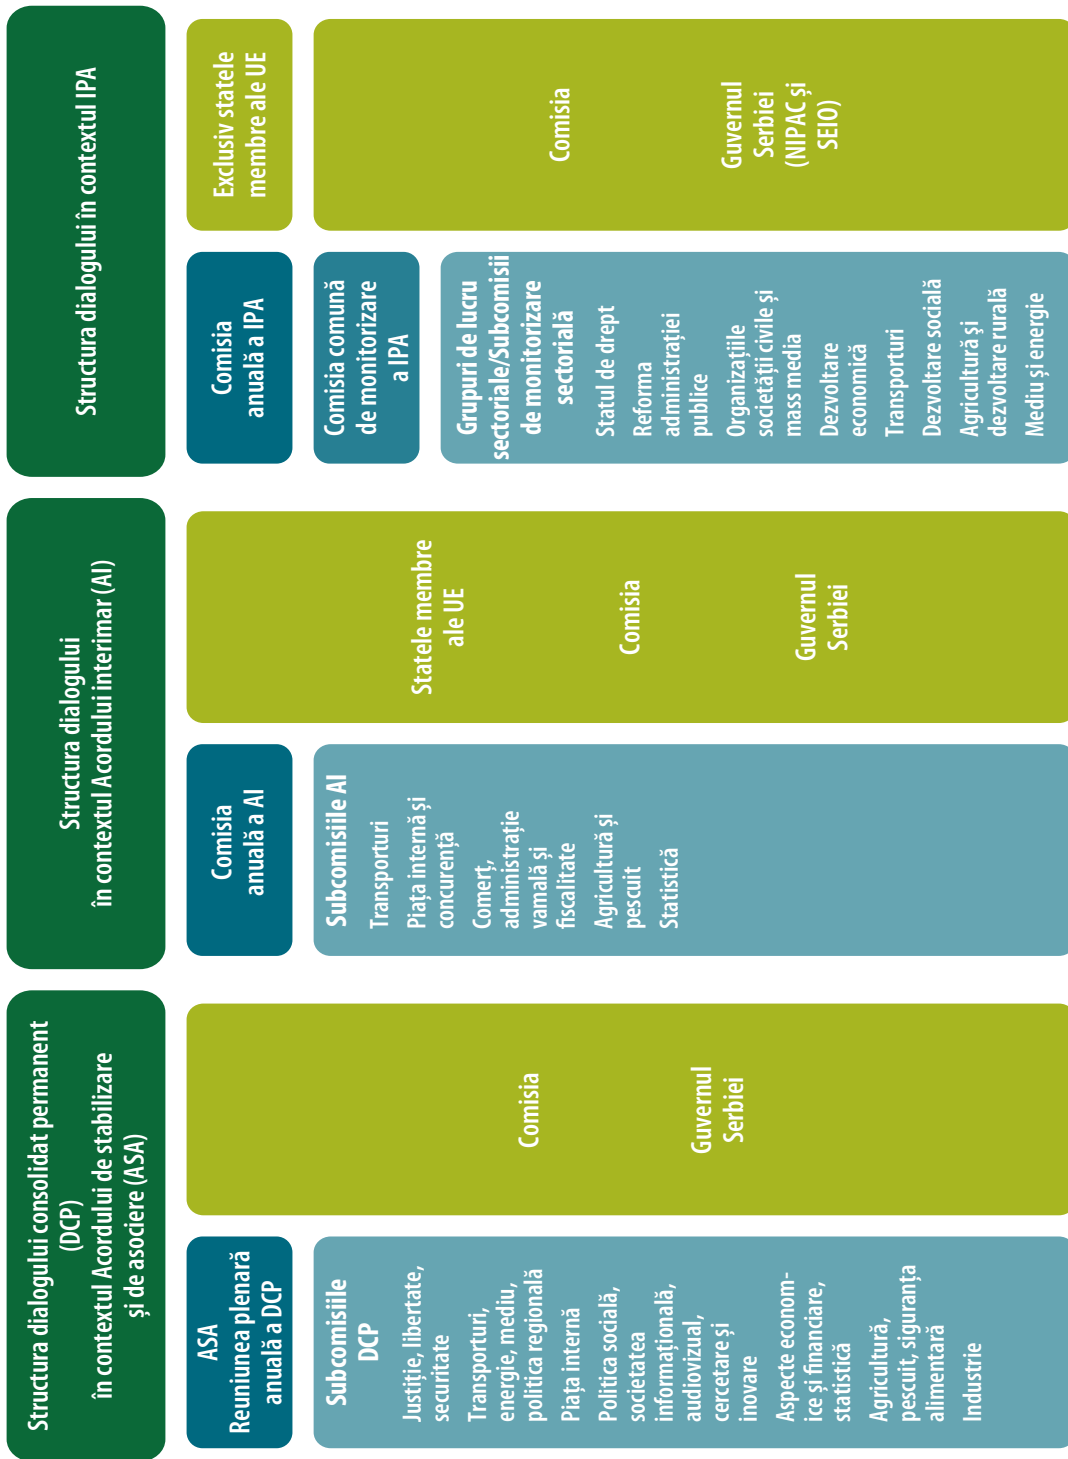 Structura dialogului consolidat permanent
(DCP)
în contextul Acordului de stabilizare
și de asociere (ASA)
ASA
Reuniunea plenară
anuală a DCP
Subcomisiile
DCP
Justiție, libertate,
securitate
Transporturi,
energie, mediu,
politica regională
Piața internă
Politica socială,
societatea
informațională,
audiovizual,
cercetare și
inovare
Aspecte econom-
ice și financiare,
statistică
Agricultură,
pescuit, siguranța
alimentară
Industrie
Comisia
Guvernul
Serbiei
Structura dialogului
în contextul Acordului interimar (AI)
Comisia
anuală a AI
Subcomisiile AI
Transporturi
Piața internă și
concurență
Comerț,
administrație
vamală și
fiscalitate
Agricultură și
pescuit
Statistică
Statele membre
ale UE
Comisia
Guvernul
Serbiei
Structura dialogului în contextul IPA
Comisia
anuală a IPA
Comisia comună
de monitorizare
a IPA
Grupuri de lucru
sectoriale/Subcomisii
de monitorizare
sectorială
Statul de drept
Reforma
administrației
publice
Organizațiile
societății civile și
mass media
Dezvoltare
economică
Transporturi
Dezvoltare socială
Agricultură și
dezvoltare rurală
Mediu și energie
Exclusiv statele
membre ale UE
Comisia
Guvernul
Serbiei
(NIPAC și
SEIO)